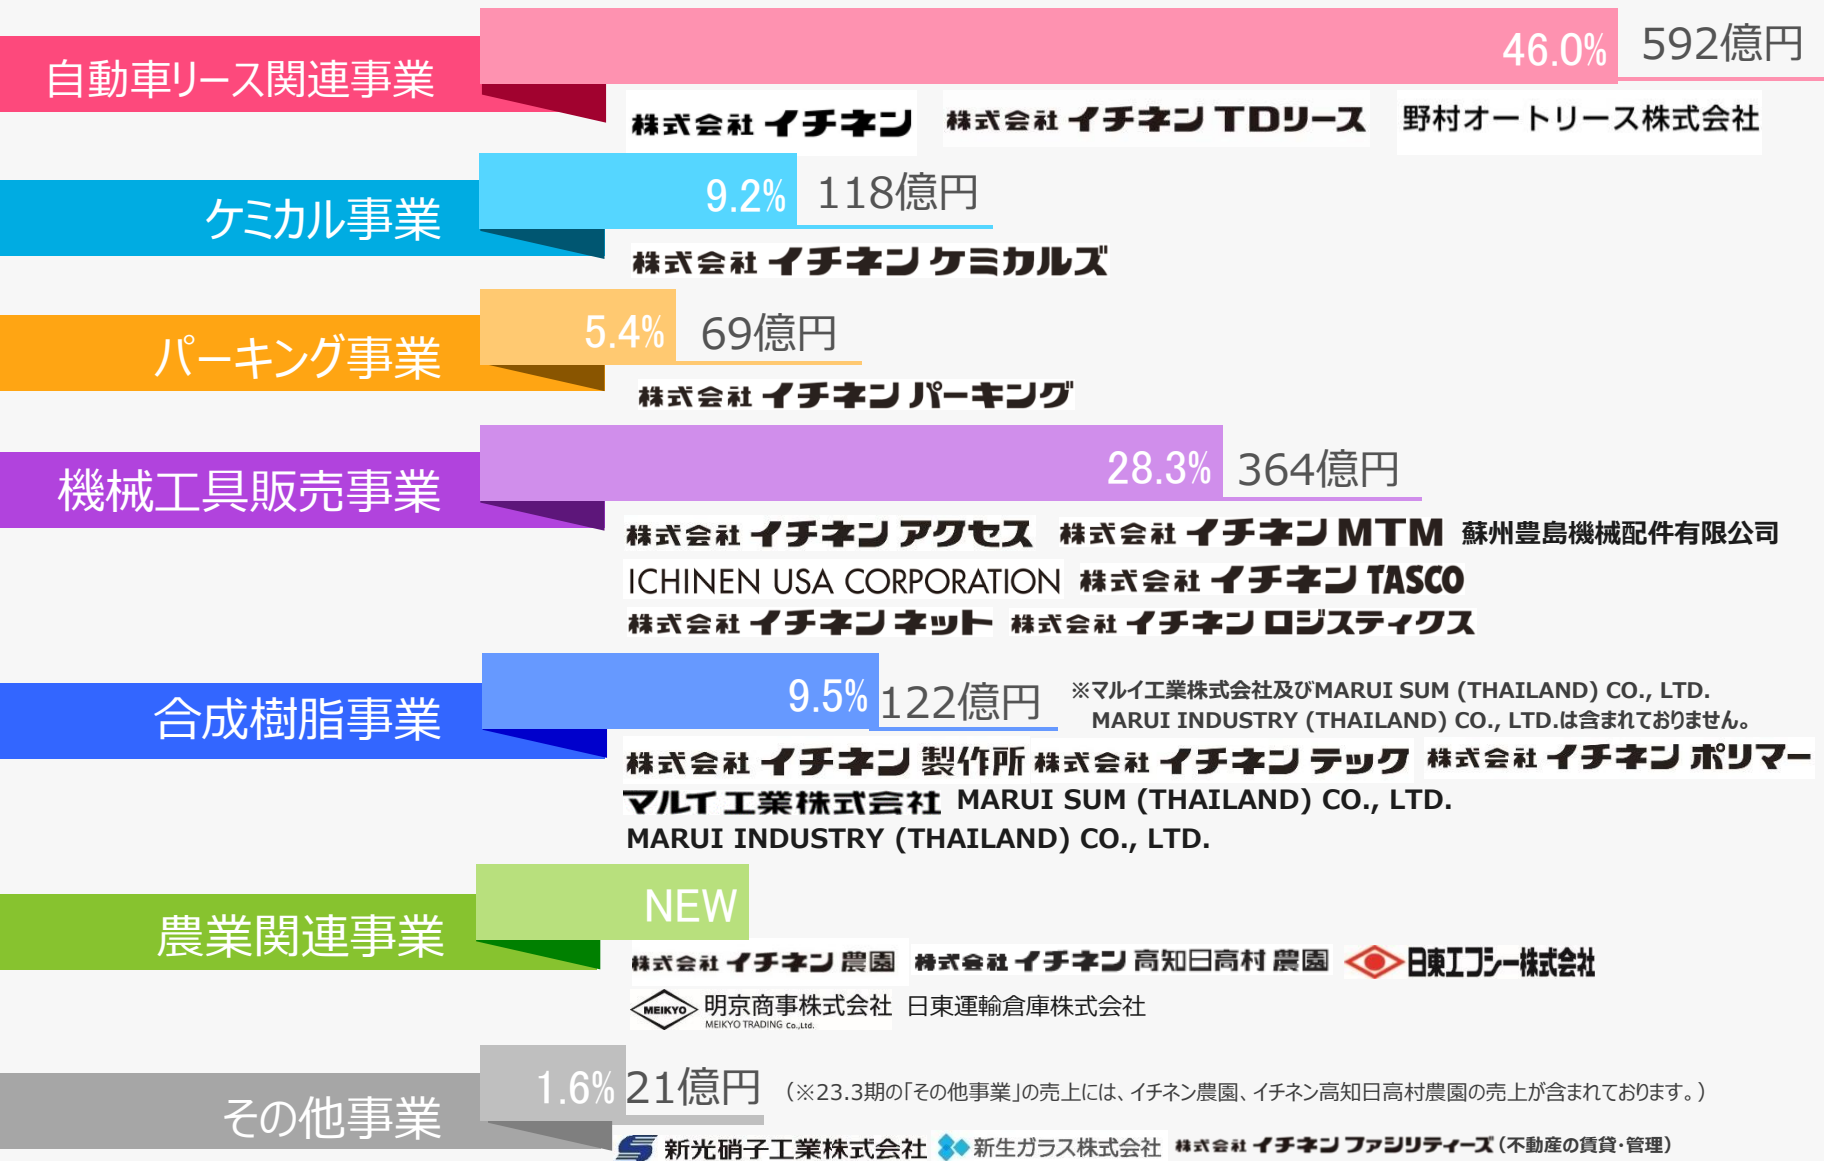 46.0% 592億円
自動車リース関連事業
株式会社 イチネン 株式会社 イチネン TDリース 野村オートリース株式会社
9.2% 118億円
ケミカル事業
株式会社 イチネン ケミカルズ
5.4% 69億円
パーキング事業
株式会社 イチネン パーキング
28.3% 364億円
機械工具販売事業
株式会社 イチネン アクセス 株式会社 イチネン MTM 蘇州豊島機械配件有限公司
ICHINEN USA CORPORATION 株式会社 イチネン TASCO
株式会社 イチネン ネット 株式会社 イチネン ロジスティクス
9.5% 122億円
合成樹脂事業
※マルイ工業株式会社及びMARUI SUM (THAILAND) CO., LTD.
MARUI INDUSTRY (THAILAND) CO., LTD.は含まれておりません。
株式会社 イチネン 製作所 株式会社 イチネン テック 株式会社 イチネン ポリマー
マルイ工業株式会社 MARUI SUM (THAILAND) CO., LTD.
MARUI INDUSTRY (THAILAND) CO., LTD.
NEW
農業関連事業
株式会社 イチネン 農園 株式会社 イチネン 高知日高村 農園 日東エフシー株式会社
MEIKYO 明京商事株式会社 日東運輸倉庫株式会社
MEIKYO TRADING Co.,Ltd.
1.6% 21億円 (※23.3期の「その他事業」の売上には、イチネン農園、イチネン高知日高村農園の売上が含まれております。)
その他事業
新光硝子工業株式会社 新生ガラス株式会社 株式会社 イチネン ファシリティーズ (不動産の賃貸・管理)